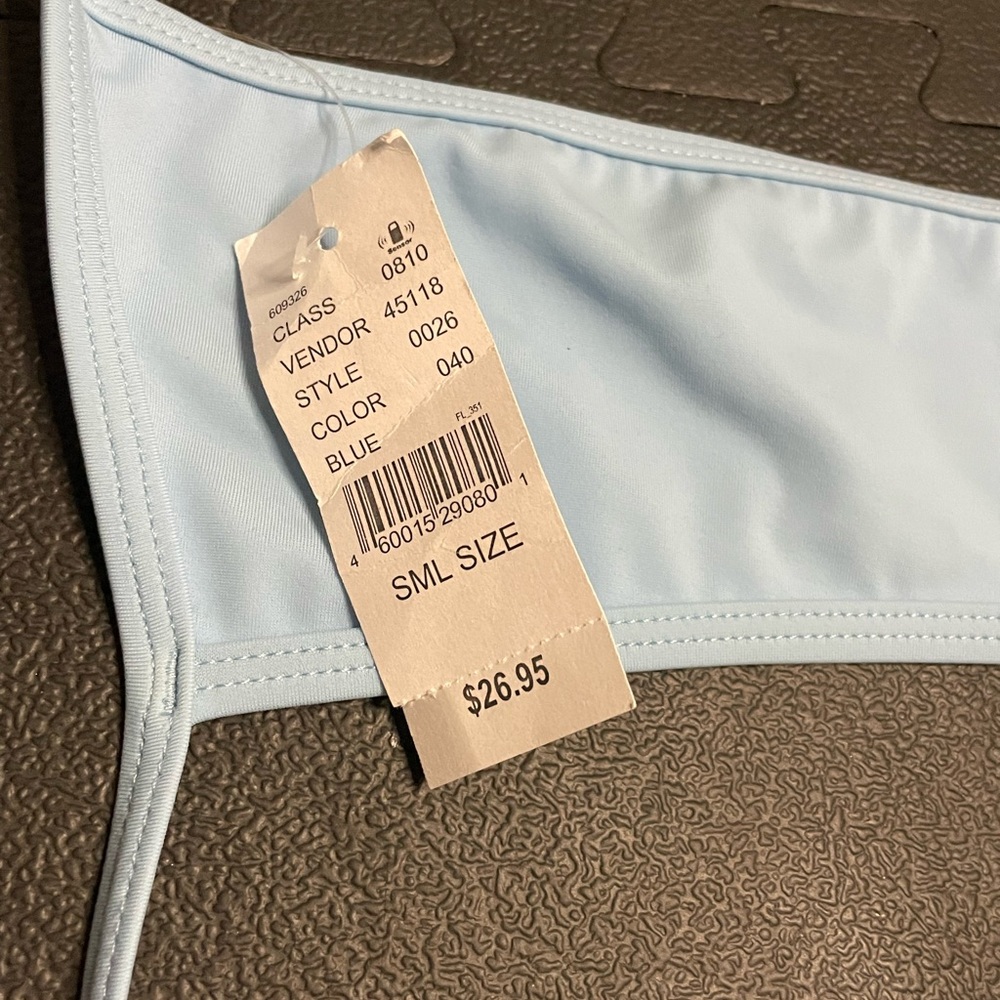 Sensor
609326
CLASS 0810
VENDOR 45118
STYLE 0026
COLOR 040
BLUE
FL_351
4 60015 29080 1
SML SIZE
$26.95